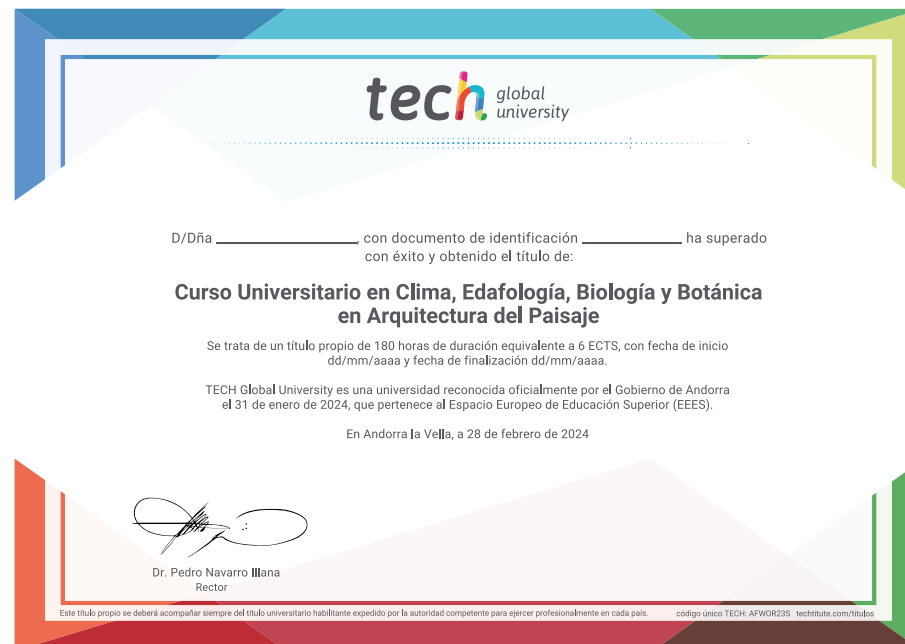 tech global university
D/Dña ____________________, con documento de identificación ______________ ha superado
con éxito y obtenido el título de:
Curso Universitario en Clima, Edafología, Biología y Botánica
en Arquitectura del Paisaje
Se trata de un título propio de 180 horas de duración equivalente a 6 ECTS, con fecha de inicio
dd/mm/aaaa y fecha de finalización dd/mm/aaaa.
TECH Global University es una universidad reconocida oficialmente por el Gobierno de Andorra
el 31 de enero de 2024, que pertenece al Espacio Europeo de Educación Superior (EEES).
En Andorra la Vella, a 28 de febrero de 2024
Dr. Pedro Navarro Illana
Rector
Este título propio se deberá acompañar siempre del título universitario habilitante expedido por la autoridad competente para ejercer profesionalmente en cada país. código único TECH: AFWOR23S techtitute.com/titulos